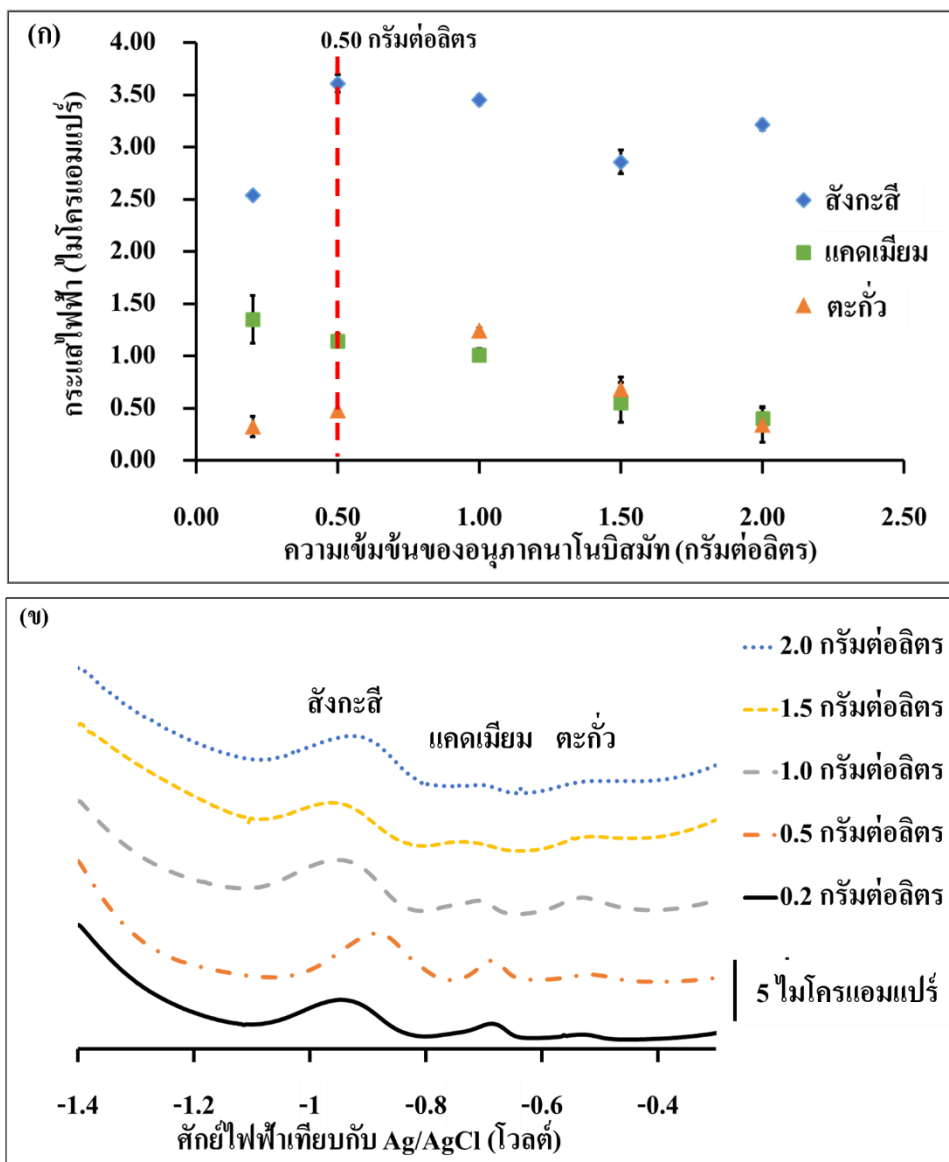 (ก)
0.50 กรัมต่อลิตร
กระแสไฟฟ้า (ไมโครแอมแปร์)
4.00
3.50
3.00
2.50
2.00
1.50
1.00
0.50
0.00
สังกะสี
แคดเมียม
ตะกั่ว
0.00 0.50 1.00 1.50 2.00 2.50
ความเข้มข้นของอนุภาคนาโนบิสมัท (กรัมต่อลิตร)
(ข)
สังกะสี
แคดเมียม ตะกั่ว
2.0 กรัมต่อลิตร
1.5 กรัมต่อลิตร
1.0 กรัมต่อลิตร
0.5 กรัมต่อลิตร
0.2 กรัมต่อลิตร
5 ไมโครแอมแปร์
-1.4 -1.2 -1 -0.8 -0.6 -0.4
ศักย์ไฟฟ้าเทียบกับ Ag/AgCl (โวลต์)